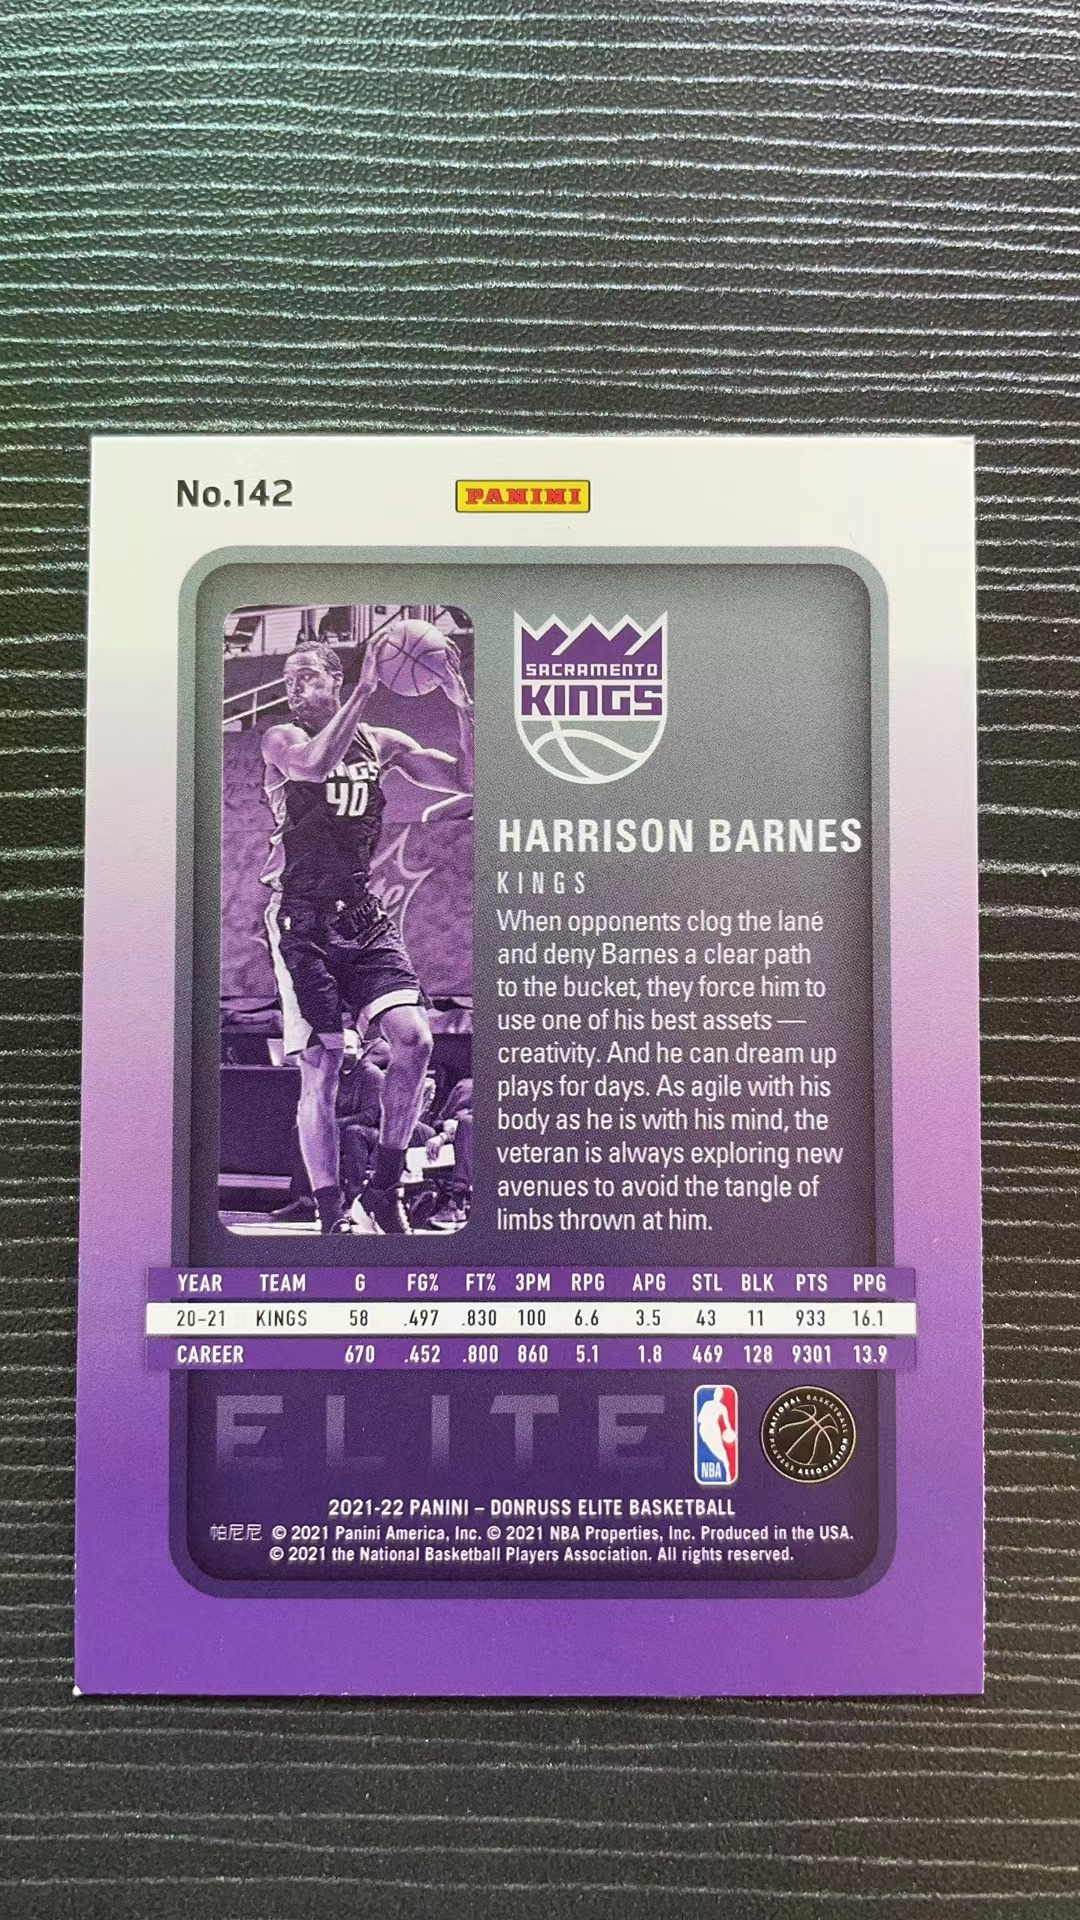 No.142
PANINI
SACRAMENTO
KINGS
40
HARRISON BARNES
KINGS
When opponents clog the lane
and deny Barnes a clear path
to the bucket, they force him to
use one of his best assets —
creativity. And he can dream up
plays for days. As agile with his
body as he is with his mind, the
veteran is always exploring new
avenues to avoid the tangle of
limbs thrown at him.
YEAR TEAM G FG% FT% 3PM RPG APG STL BLK PTS PPG
20-21 KINGS 58 .497 .830 100 6.6 3.5 43 11 933 16.1
CAREER 670 .452 .800 860 5.1 1.8 469 128 9301 13.9
ELITE
NBA
NATIONAL BASKETBALL
PLAYERS ASSOCIATION
2021-22 PANINI – DONRUSS ELITE BASKETBALL
帕尼尼 © 2021 Panini America, Inc. © 2021 NBA Properties, Inc. Produced in the USA.
© 2021 the National Basketball Players Association. All rights reserved.